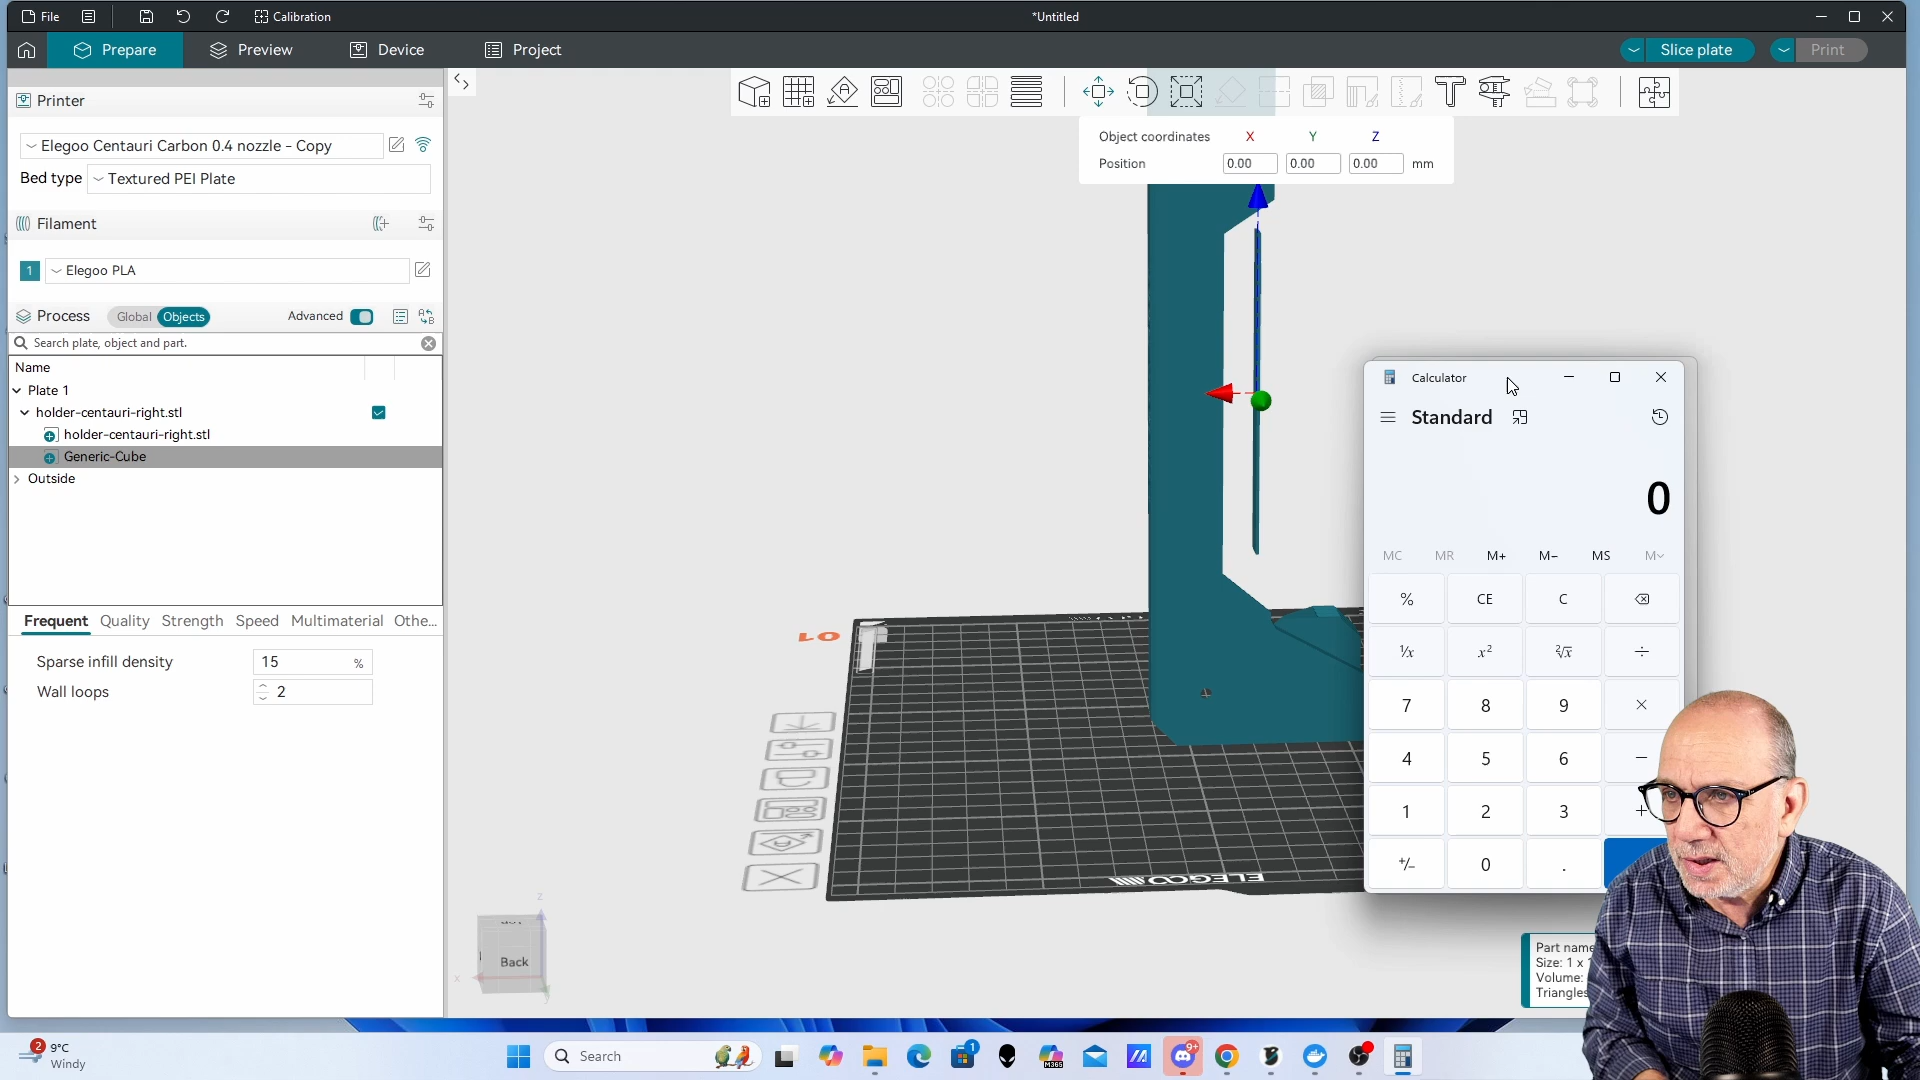 File
Calibration
*Untitled
Prepare
Preview
Device
Project
Slice plate
Print
Printer
Elegoo Centauri Carbon 0.4 nozzle - Copy
Bed type
Textured PEI Plate
Filament
1
Elegoo PLA
Process
Global
Objects
Advanced
Search plate, object and part.
Name
Plate 1
holder-centauri-right.stl
holder-centauri-right.stl
Generic-Cube
Outside
Frequent
Quality
Strength
Speed
Multimaterial
Othe...
Sparse infill density
15
%
Wall loops
2
Object coordinates X Y Z
Position 0.00 0.00 0.00 mm
01
ELEGOO
Back
x
z
Calculator
Standard
0
MC MR M+ M− MS M
% CE C
¹/x x² ²√x ÷
7 8 9 ×
4 5 6 −
1 2 3 +
+/− 0 .
Part name
Size: 1 x
Volume:
Triangles
2
9°C
Windy
Search
M365
1
9+